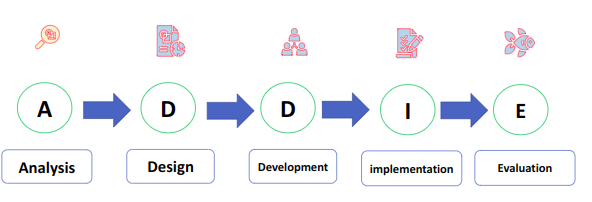 A
D
D
I
E
Analysis
Design
Development
implementation
Evaluation